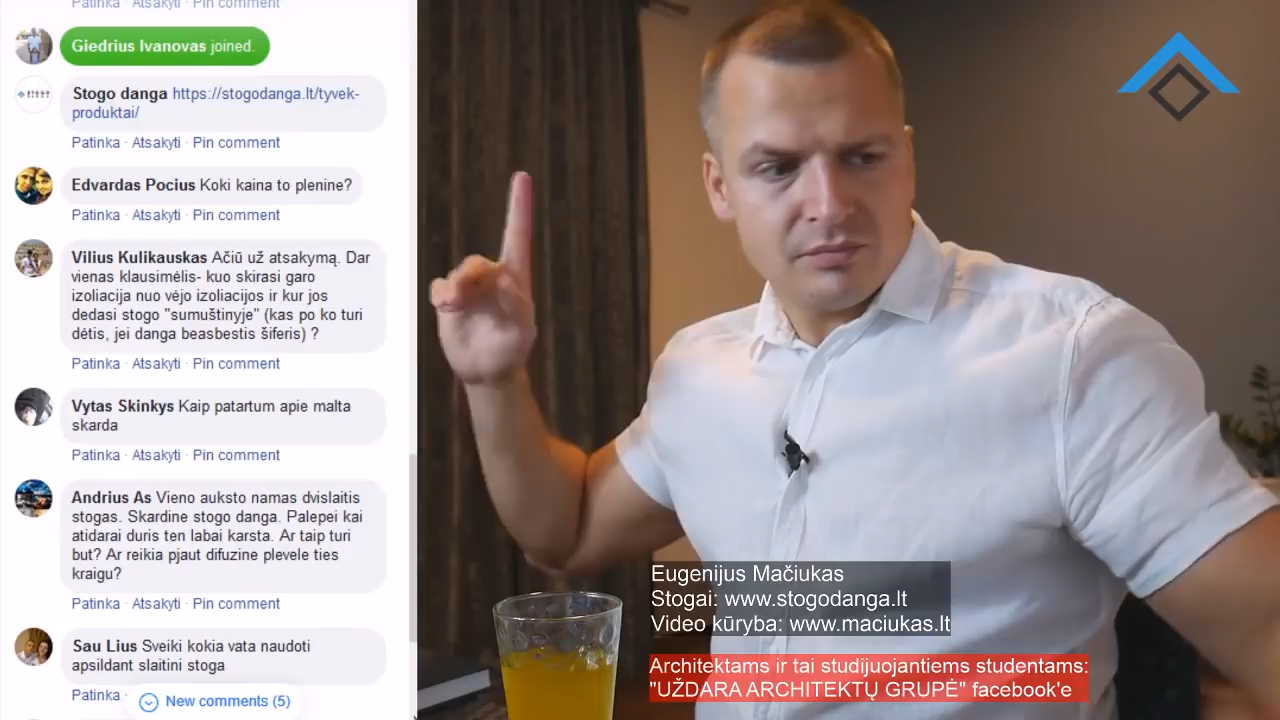 Patinka · Atsakyti · Pin comment
Giedrius Ivanovas joined.
Stogo danga https://stogodanga.lt/tyvek-
produktai/
Patinka · Atsakyti · Pin comment
Edvardas Pocius Koki kaina to plenine?
Patinka · Atsakyti · Pin comment
Vilius Kulikauskas Ačiū už atsakymą. Dar
vienas klausimėlis- kuo skirasi garo
izoliacija nuo vėjo izoliacijos ir kur jos
dedasi stogo "sumuštinyje" (kas po ko turi
dėtis, jei danga beasbestis šiferis) ?
Patinka · Atsakyti · Pin comment
Vytas Skinkys Kaip patartum apie malta
skarda
Patinka · Atsakyti · Pin comment
Andrius As Vieno auksto namas dvislaitis
stogas. Skardine stogo danga. Palepei kai
atidarai duris ten labai karsta. Ar taip turi
but? Ar reikia pjaut difuzine plevele ties
kraigu?
Patinka · Atsakyti · Pin comment
Sau Lius Sveiki kokia vata naudoti
apsildant slaitini stoga
Patinka ·
New comments (5)
Eugenijus Mačiukas
Stogai: www.stogodanga.lt
Video kūryba: www.maciukas.lt
Architektams ir tai studijuojantiems studentams:
"UŽDARA ARCHITEKTŲ GRUPĖ" facebook'e